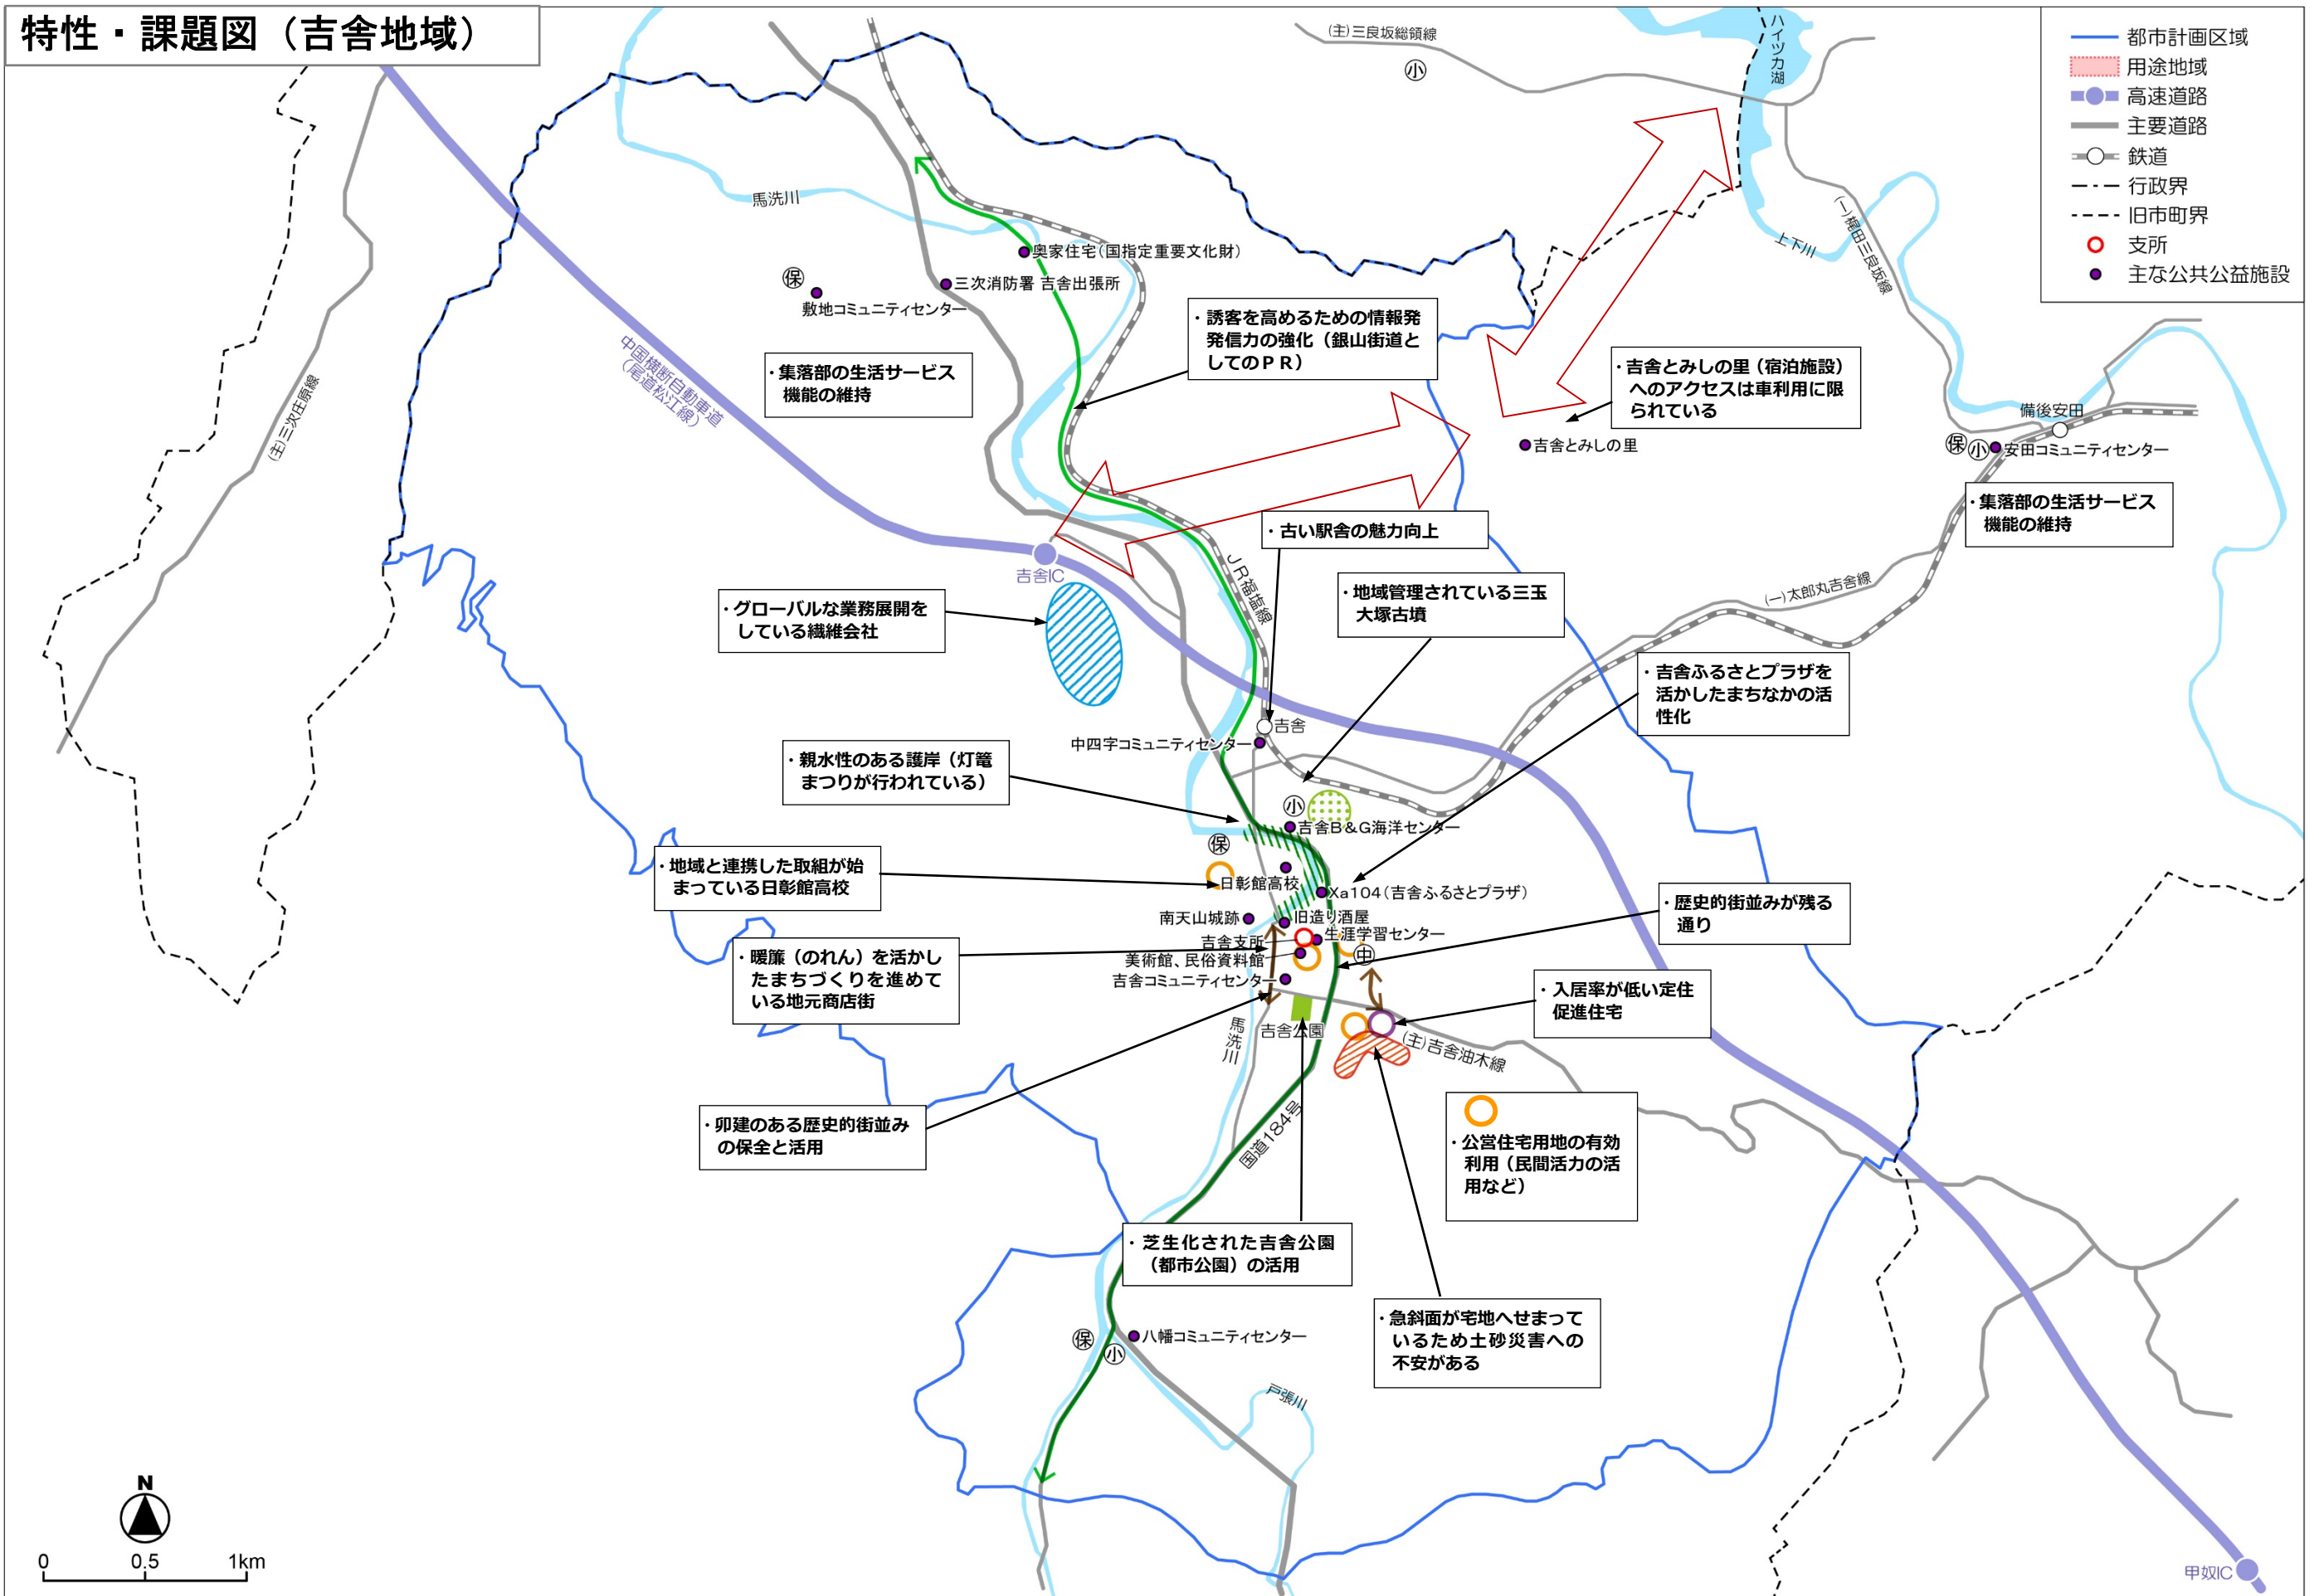 特性・課題図（吉舎地域）
都市計画区域
用途地域
高速道路
主要道路
鉄道
行政界
旧市町界
支所
主な公共公益施設
(主)三良坂総領線
小
ハイヅカ湖
馬洗川
上下川
(一)梶田三良坂線
奥家住宅(国指定重要文化財)
三次消防署 吉舎出張所
保
敷地コミュニティセンター
中国横断自動車道
(尾道松江線)
(主)三次庄原線
・集落部の生活サービス
機能の維持
・誘客を高めるための情報発
発信力の強化（銀山街道と
してのＰＲ）
・吉舎とみしの里（宿泊施設）
へのアクセスは車利用に限
られている
吉舎とみしの里
備後安田
保
小
安田コミュニティセンター
・集落部の生活サービス
機能の維持
・古い駅舎の魅力向上
吉舎IC
ＪＲ福塩線
・グローバルな業務展開を
している繊維会社
・地域管理されている三玉
大塚古墳
(一)太郎丸吉舎線
・吉舎ふるさとプラザを
活かしたまちなかの活
性化
吉舎
中四字コミュニティセンター
・親水性のある護岸（灯篭
まつりが行われている）
小
吉舎Ｂ＆Ｇ海洋センター
保
・地域と連携した取組が始
まっている日彰館高校
日彰館高校
Xa104(吉舎ふるさとプラザ)
・歴史的街並みが残る
通り
南天山城跡
旧造り酒屋
吉舎支所
生涯学習センター
中
美術館、民俗資料館
吉舎コミュニティセンター
・暖簾（のれん）を活かし
たまちづくりを進めて
いる地元商店街
・入居率が低い定住
促進住宅
馬洗川
吉舎公園
(主)吉舎油木線
・卯建のある歴史的街並み
の保全と活用
国道184号
・公営住宅用地の有効
利用（民間活力の活
用など）
・芝生化された吉舎公園
（都市公園）の活用
・急斜面が宅地へせまって
いるため土砂災害への
不安がある
保
小
八幡コミュニティセンター
戸張川
N
0 0.5 1km
甲奴IC